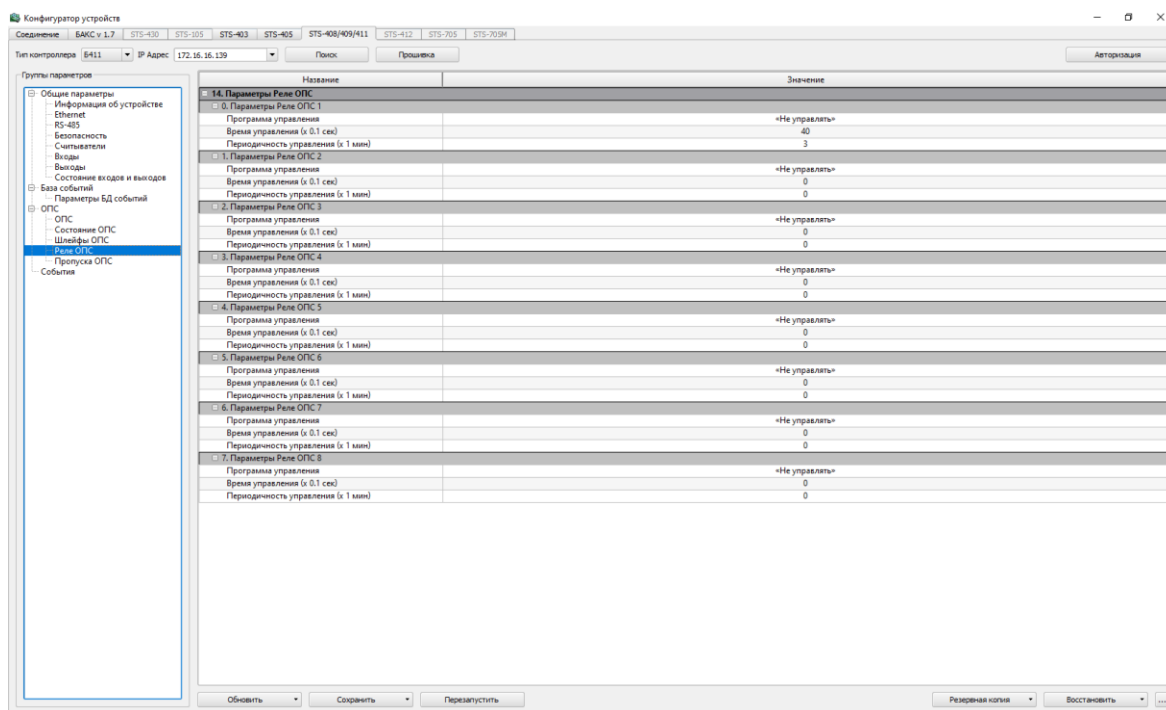 Конфигуратор устройств
Соединение БАКС v 1.7 STS-430 STS-105 STS-403 STS-405 STS-408/409/411 STS-412 STS-705 STS-705M
Тип контроллера Б411 IP Адрес 172.16.16.139 Поиск Прошивка Авторизация
Группы параметров
Общие параметры
Информация об устройстве
Ethernet
RS-485
Безопасность
Считыватели
Входы
Выходы
Состояние входов и выходов
База событий
Параметры БД событий
ОПС
ОПС
Состояние ОПС
Шлейфы ОПС
Реле ОПС
Пропуска ОПС
События
Название Значение
14. Параметры Реле ОПС
0. Параметры Реле ОПС 1
Программа управления «Не управлять»
Время управления (x 0.1 сек) 40
Периодичность управления (x 1 мин) 3
1. Параметры Реле ОПС 2
Программа управления «Не управлять»
Время управления (x 0.1 сек) 0
Периодичность управления (x 1 мин) 0
2. Параметры Реле ОПС 3
Программа управления «Не управлять»
Время управления (x 0.1 сек) 0
Периодичность управления (x 1 мин) 0
3. Параметры Реле ОПС 4
Программа управления «Не управлять»
Время управления (x 0.1 сек) 0
Периодичность управления (x 1 мин) 0
4. Параметры Реле ОПС 5
Программа управления «Не управлять»
Время управления (x 0.1 сек) 0
Периодичность управления (x 1 мин) 0
5. Параметры Реле ОПС 6
Программа управления «Не управлять»
Время управления (x 0.1 сек) 0
Периодичность управления (x 1 мин) 0
6. Параметры Реле ОПС 7
Программа управления «Не управлять»
Время управления (x 0.1 сек) 0
Периодичность управления (x 1 мин) 0
7. Параметры Реле ОПС 8
Программа управления «Не управлять»
Время управления (x 0.1 сек) 0
Периодичность управления (x 1 мин) 0
Обновить Сохранить Перезапустить Резервная копия Восстановить ...